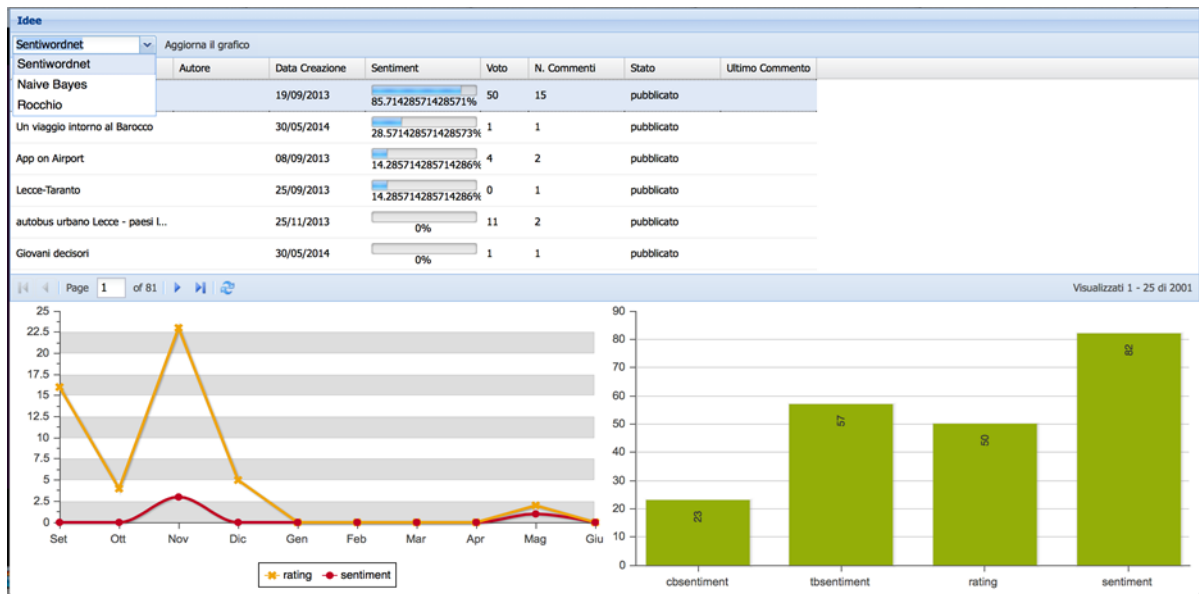 Idee
Sentiwordnet Aggiorna il grafico
Sentiwordnet
Naive Bayes
Rocchio
Autore Data Creazione Sentiment Voto N. Commenti Stato Ultimo Commento
19/09/2013 85.71428571428571% 50 15 pubblicato
Un viaggio intorno al Barocco 30/05/2014 28.571428571428573% 1 1 pubblicato
App on Airport 08/09/2013 14.285714285714286% 4 2 pubblicato
Lecce-Taranto 25/09/2013 14.285714285714286% 0 1 pubblicato
autobus urbano Lecce - paesi l... 25/11/2013 0% 11 2 pubblicato
Giovani decisori 30/05/2014 0% 1 1 pubblicato
Page 1 of 81 Visualizzati 1 - 25 di 2001
25
22.5
20
17.5
15
12.5
10
7.5
5
2.5
0
Set Ott Nov Dic Gen Feb Mar Apr Mag Giu
rating sentiment
90
80
70
60
50
40
30
20
10
0
23 57 50 82
cbsentiment tbsentiment rating sentiment